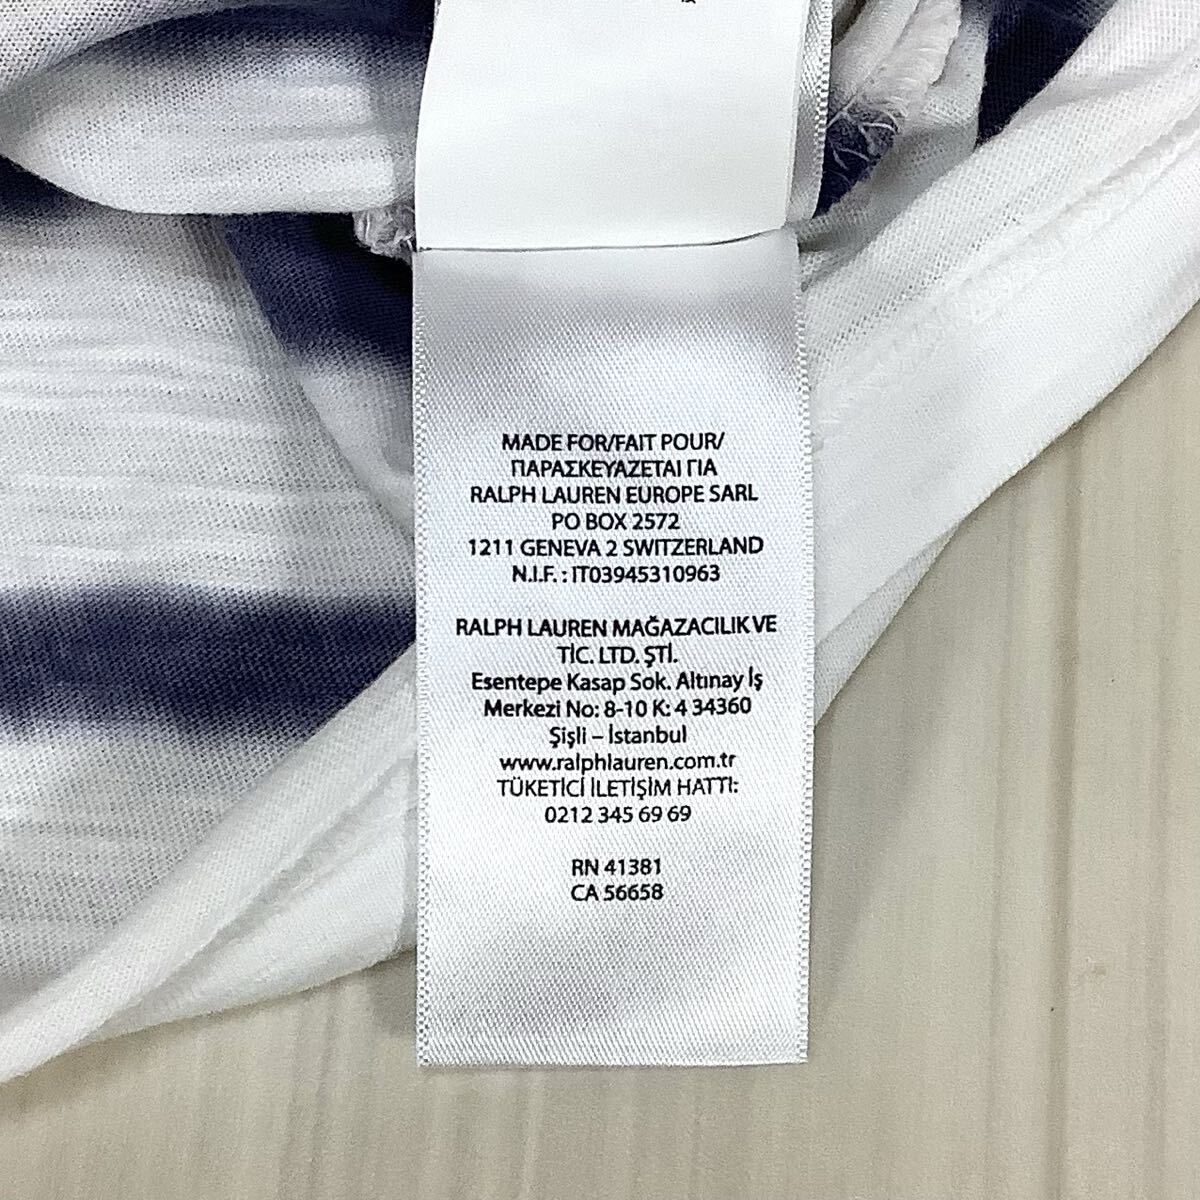 MADE FOR/FAIT POUR/
ΠΑΡΑΣΚΕΥΑΖΕΤΑΙ ΓΙΑ
RALPH LAUREN EUROPE SARL
PO BOX 2572
1211 GENEVA 2 SWITZERLAND
N.I.F. : IT03945310963
RALPH LAUREN MAĞAZACILIK VE
TİC. LTD. ŞTİ.
Esentepe Kasap Sok. Altınay İş
Merkezi No: 8-10 K: 4 34360
Şişli – İstanbul
www.ralphlauren.com.tr
TÜKETİCİ İLETİŞİM HATTI:
0212 345 69 69
RN 41381
CA 56658